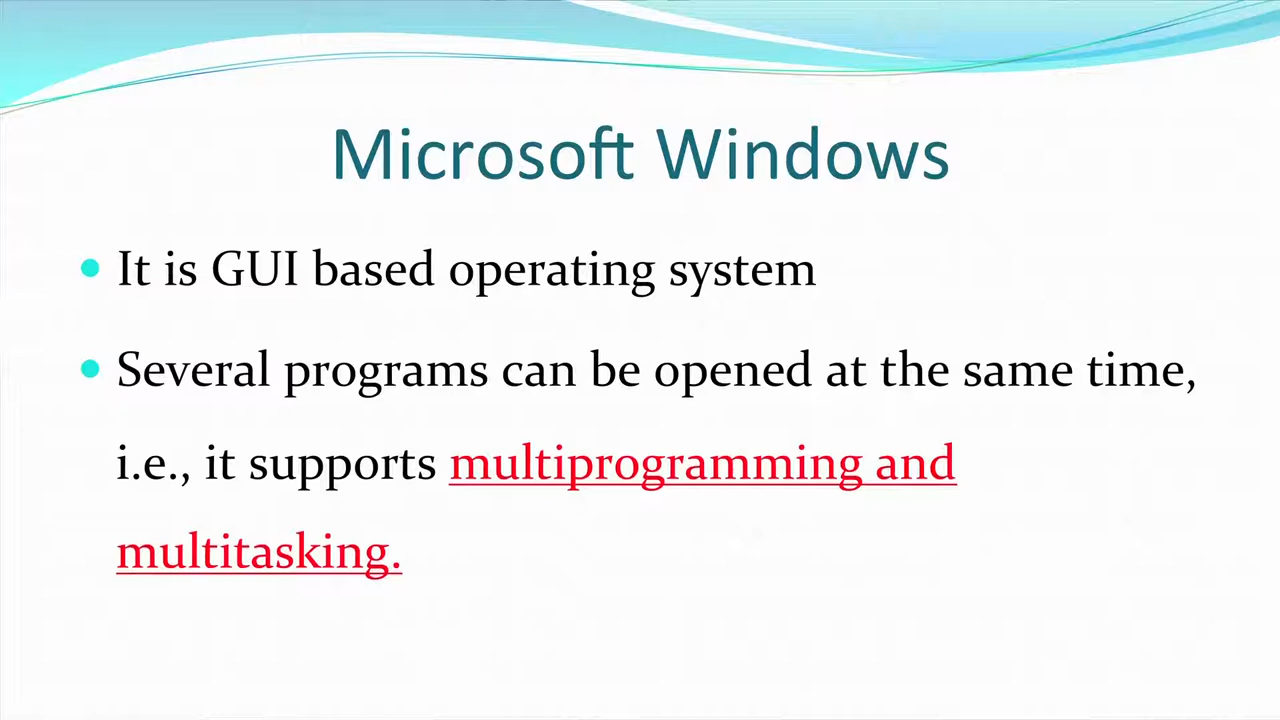 Microsoft Windows
• It is GUI based operating system
• Several programs can be opened at the same time,
i.e., it supports multiprogramming and
multitasking.